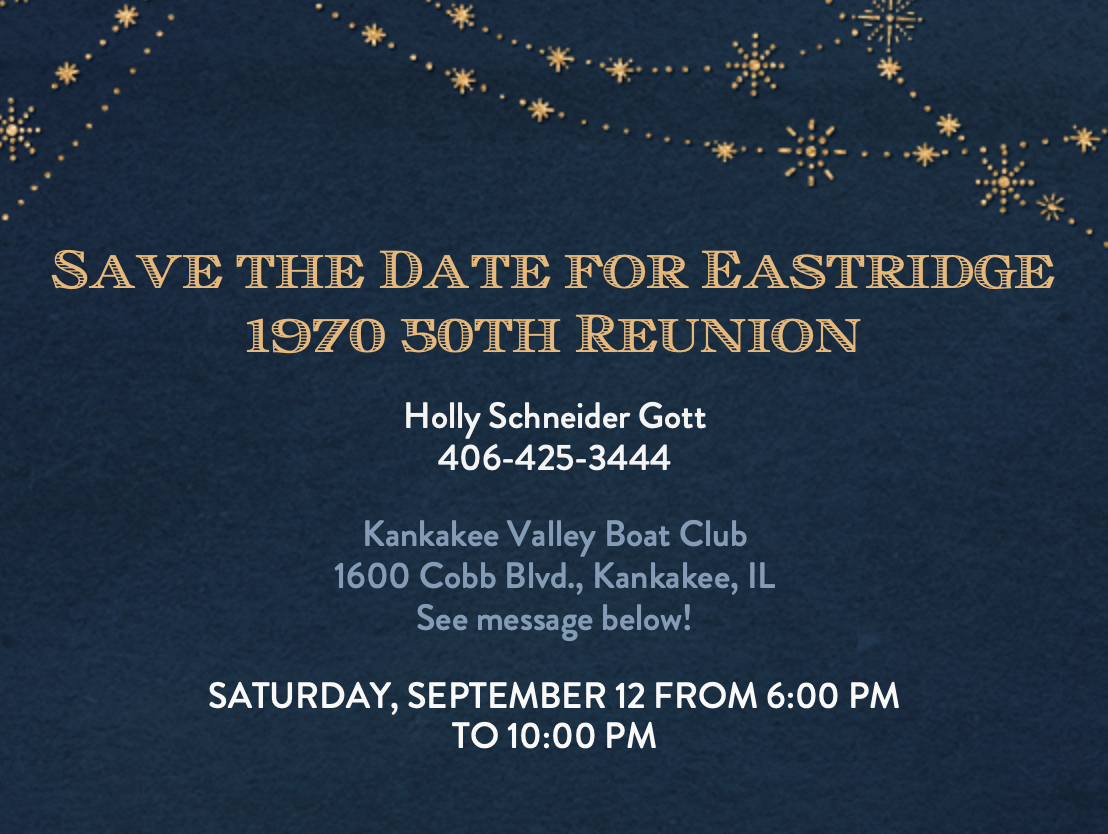 Save the Date for Eastridge
1970 50th Reunion
Holly Schneider Gott
406-425-3444
Kankakee Valley Boat Club
1600 Cobb Blvd., Kankakee, IL
See message below!
SATURDAY, SEPTEMBER 12 FROM 6:00 PM
TO 10:00 PM